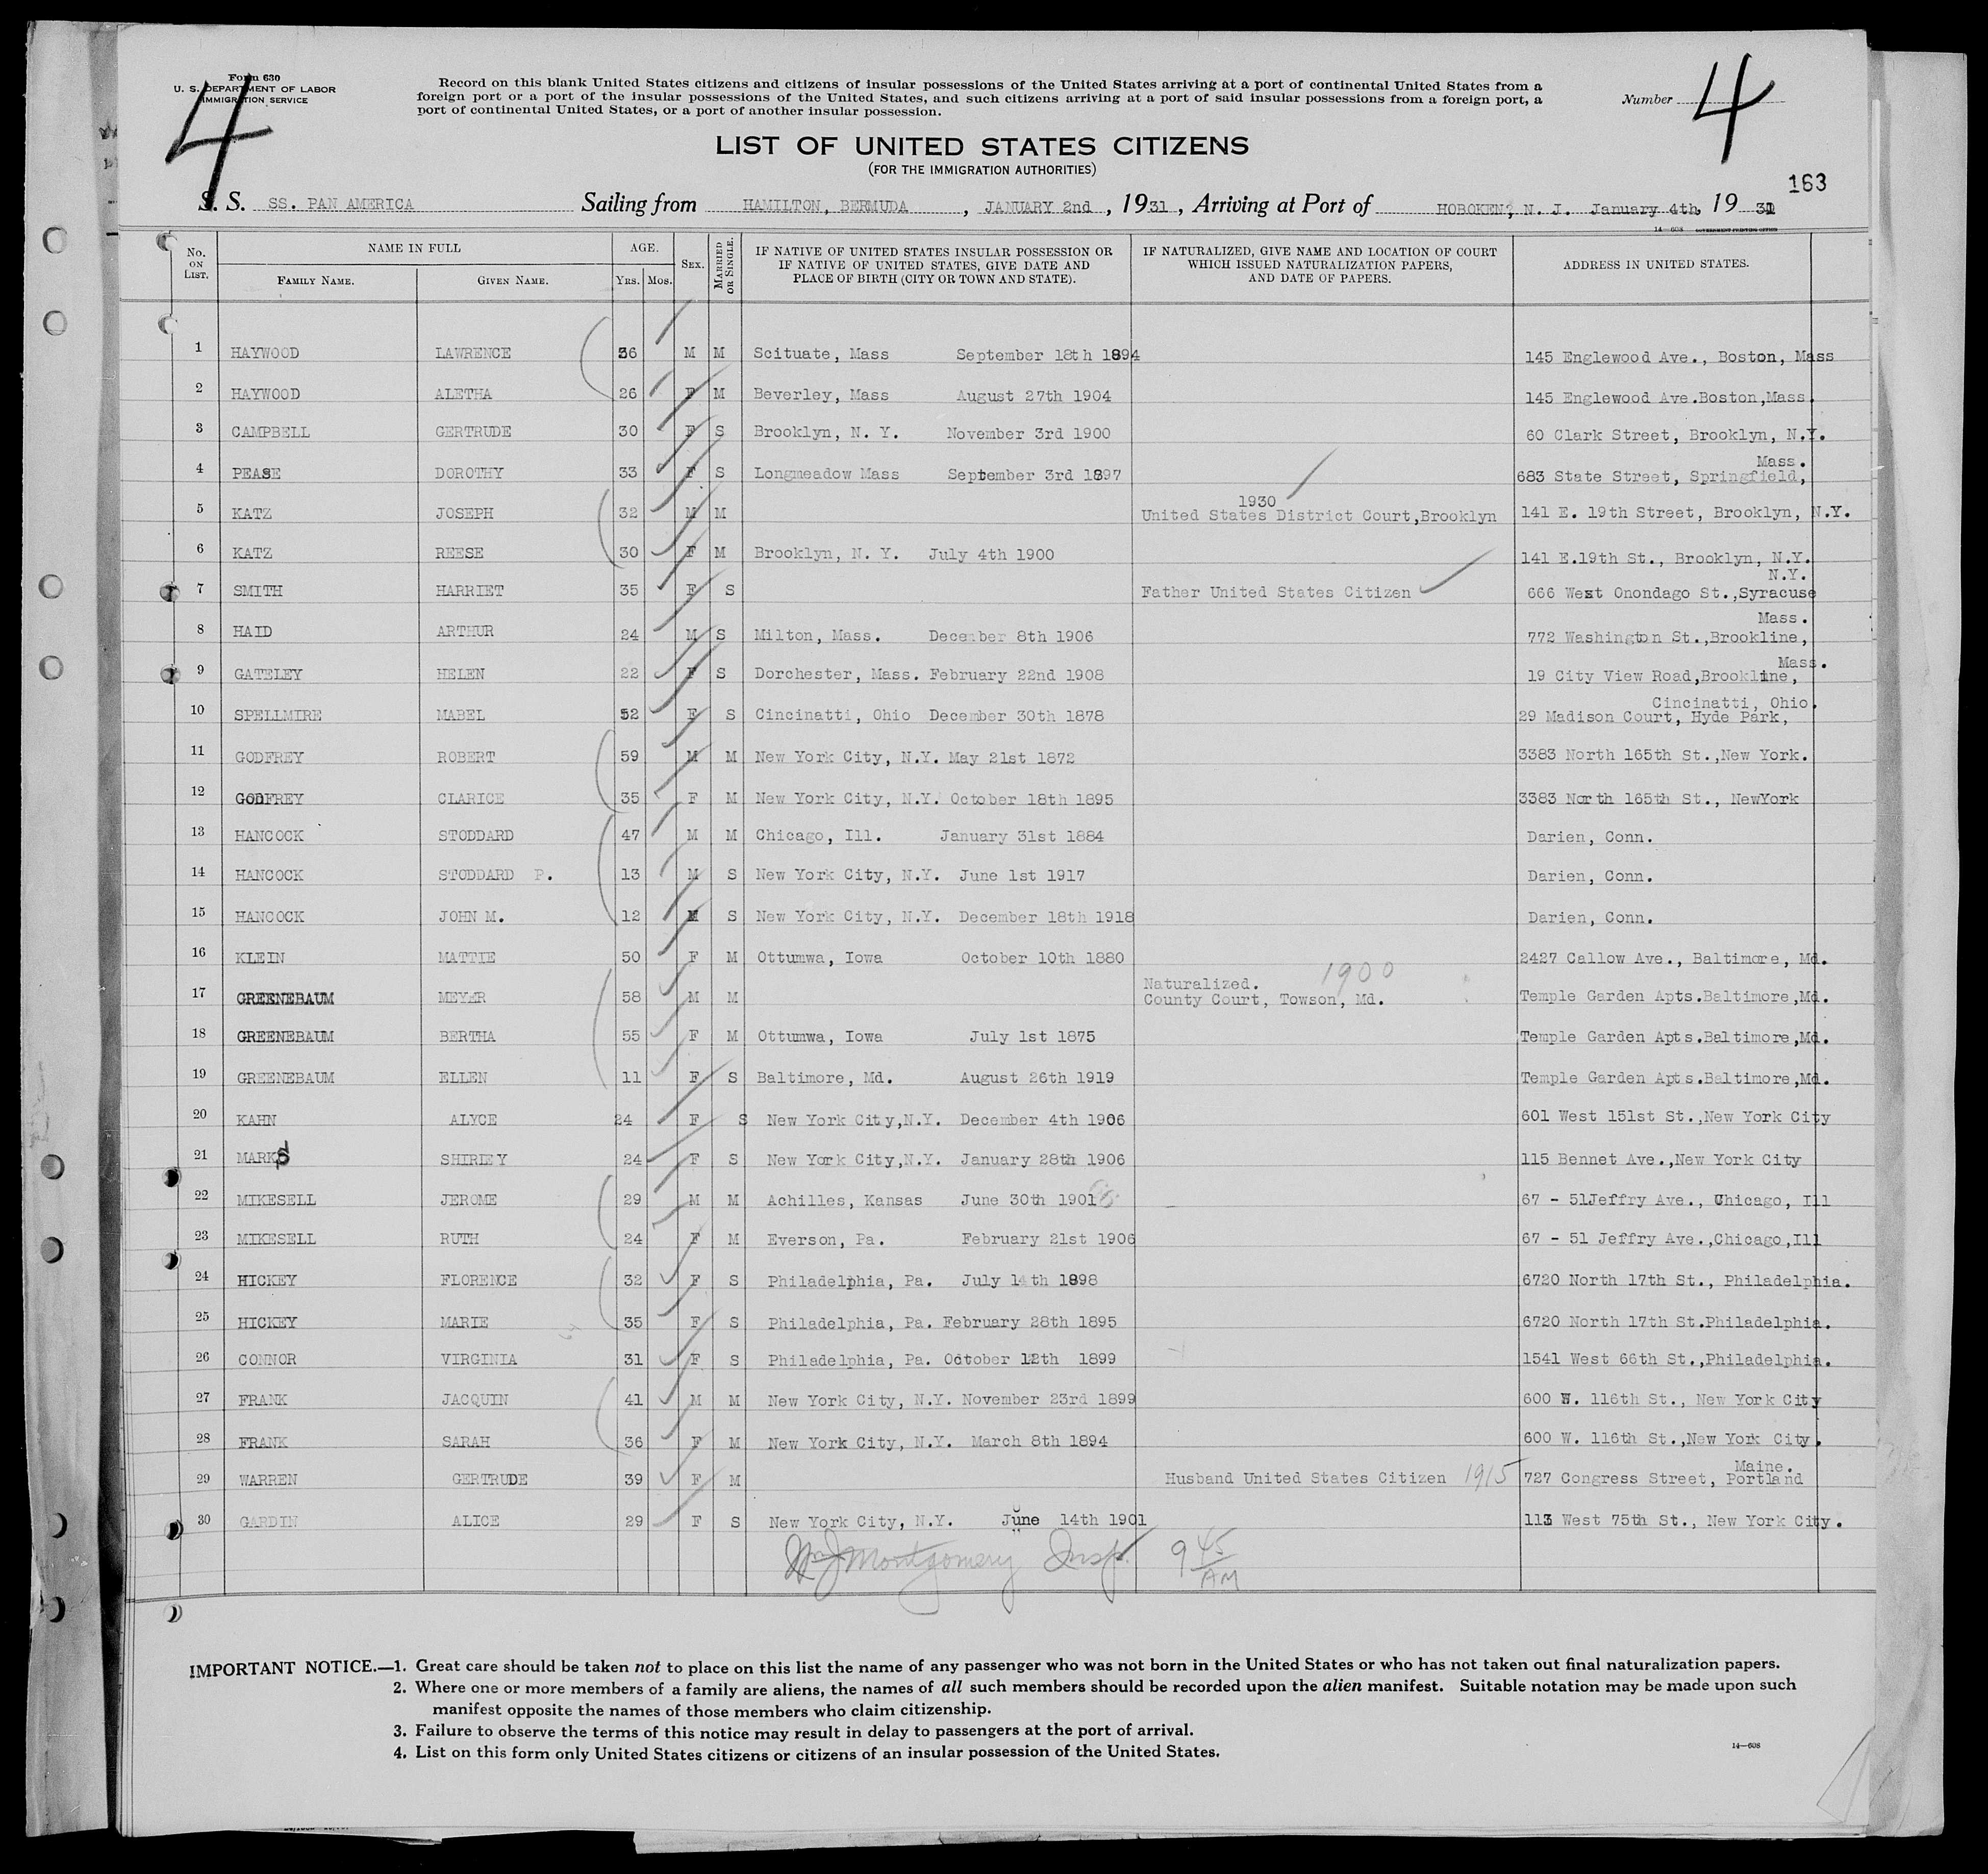 Form 630
U. S. DEPARTMENT OF LABOR
IMMIGRATION SERVICE
4
Record on this blank United States citizens and citizens of insular possessions of the United States arriving at a port of continental United States from a
foreign port or a port of the insular possessions of the United States, and such citizens arriving at a port of said insular possessions from a foreign port, a
port of continental United States, or a port of another insular possession.
Number 4
LIST OF UNITED STATES CITIZENS
(FOR THE IMMIGRATION AUTHORITIES)
163
S. S. SS. PAN AMERICA Sailing from HAMILTON, BERMUDA, JANUARY 2nd, 1931, Arriving at Port of HOBOKEN, N. J. January 4th, 1931
14-608 GOVERNMENT PRINTING OFFICE
No. ON LIST. NAME IN FULL FAMILY NAME. GIVEN NAME. AGE. YRS. MOS. SEX. MARRIED OR SINGLE. IF NATIVE OF UNITED STATES INSULAR POSSESSION OR IF NATIVE OF UNITED STATES, GIVE DATE AND PLACE OF BIRTH (CITY OR TOWN AND STATE). IF NATURALIZED, GIVE NAME AND LOCATION OF COURT WHICH ISSUED NATURALIZATION PAPERS, AND DATE OF PAPERS. ADDRESS IN UNITED STATES.
1 HAYWOOD LAWRENCE 36 M M Scituate, Mass September 18th 1894 145 Englewood Ave., Boston, Mass
2 HAYWOOD ALETHA 26 F M Beverley, Mass August 27th 1904 145 Englewood Ave.Boston,Mass.
3 CAMPBELL GERTRUDE 30 F S Brooklyn, N. Y. November 3rd 1900 60 Clark Street, Brooklyn, N.Y.
4 PEASE DOROTHY 33 F S Longmeadow Mass September 3rd 1897 683 State Street, Springfield, Mass.
5 KATZ JOSEPH 32 M M 1930 United States District Court,Brooklyn 141 E. 19th Street, Brooklyn, N.Y.
6 KATZ REESE 30 F M Brooklyn, N. Y. July 4th 1900 141 E.19th St., Brooklyn, N.Y.
7 SMITH HARRIET 35 F S Father United States Citizen 666 West Onondago St.,Syracuse N.Y.
8 HAID ARTHUR 24 M S Milton, Mass. December 8th 1906 772 Washington St.,Brookline, Mass.
9 GATELEY HELEN 22 F S Dorchester, Mass. February 22nd 1908 19 City View Road,Brookline, Mass.
10 SPELLMIRE MABEL 52 F S Cincinatti, Ohio December 30th 1878 29 Madison Court, Hyde Park, Cincinatti, Ohio.
11 GODFREY ROBERT 59 M M New York City, N.Y. May 21st 1872 3383 North 165th St.,New York.
12 GODFREY CLARICE 35 F M New York City, N.Y. October 18th 1895 3383 North 165th St., NewYork
13 HANCOCK STODDARD 47 M M Chicago, Ill. January 31st 1884 Darien, Conn.
14 HANCOCK STODDARD P. 13 M S New York City, N.Y. June 1st 1917 Darien, Conn.
15 HANCOCK JOHN M. 12 M S New York City, N.Y. December 18th 1918 Darien, Conn.
16 KLEIN MATTIE 50 F M Ottumwa, Iowa October 10th 1880 2427 Callow Ave., Baltimore, Md.
17 GREENEBAUM MEYER 58 M M Naturalized. 1900 County Court, Towson, Md. Temple Garden Apts.Baltimore,Md.
18 GREENEBAUM BERTHA 55 F M Ottumwa, Iowa July 1st 1875 Temple Garden Apts.Baltimore,Md.
19 GREENEBAUM ELLEN 11 F S Baltimore, Md. August 26th 1919 Temple Garden Apts.Baltimore,Md.
20 KAHN ALYCE 24 F S New York City,N.Y. December 4th 1906 601 West 151st St.,New York City
21 MARKS SHIRLEY 24 F S New York City,N.Y. January 28th 1906 115 Bennet Ave.,New York City
22 MIKESELL JEROME 29 M M Achilles, Kansas June 30th 1901 67 - 51Jeffry Ave., Chicago, Ill
23 MIKESELL RUTH 24 F M Everson, Pa. February 21st 1906 67 - 51 Jeffry Ave.,Chicago,Ill
24 HICKEY FLORENCE 32 F S Philadelphia, Pa. July 14th 1898 6720 North 17th St., Philadelphia.
25 HICKEY MARIE 35 F S Philadelphia, Pa. February 28th 1895 6720 North 17th St.Philadelphia.
26 CONNOR VIRGINIA 31 F S Philadelphia, Pa. October 12th 1899 1541 West 66th St.,Philadelphia.
27 FRANK JACQUIN 41 M M New York City, N.Y. November 23rd 1899 600 W. 116th St., New York City
28 FRANK SARAH 36 F M New York City, N.Y. March 8th 1894 600 W. 116th St.,New York City.
29 WARREN GERTRUDE 39 F M Husband United States Citizen 1915 727 Congress Street, Portland Maine.
30 GARDIN ALICE 29 F S New York City, N.Y. June 14th 1901 113 West 75th St., New York City.
Wm J Montgomery Insp. 9 45 AM
IMPORTANT NOTICE.—1. Great care should be taken not to place on this list the name of any passenger who was not born in the United States or who has not taken out final naturalization papers.
2. Where one or more members of a family are aliens, the names of all such members should be recorded upon the alien manifest. Suitable notation may be made upon such
manifest opposite the names of those members who claim citizenship.
3. Failure to observe the terms of this notice may result in delay to passengers at the port of arrival.
4. List on this form only United States citizens or citizens of an insular possession of the United States.
14—608